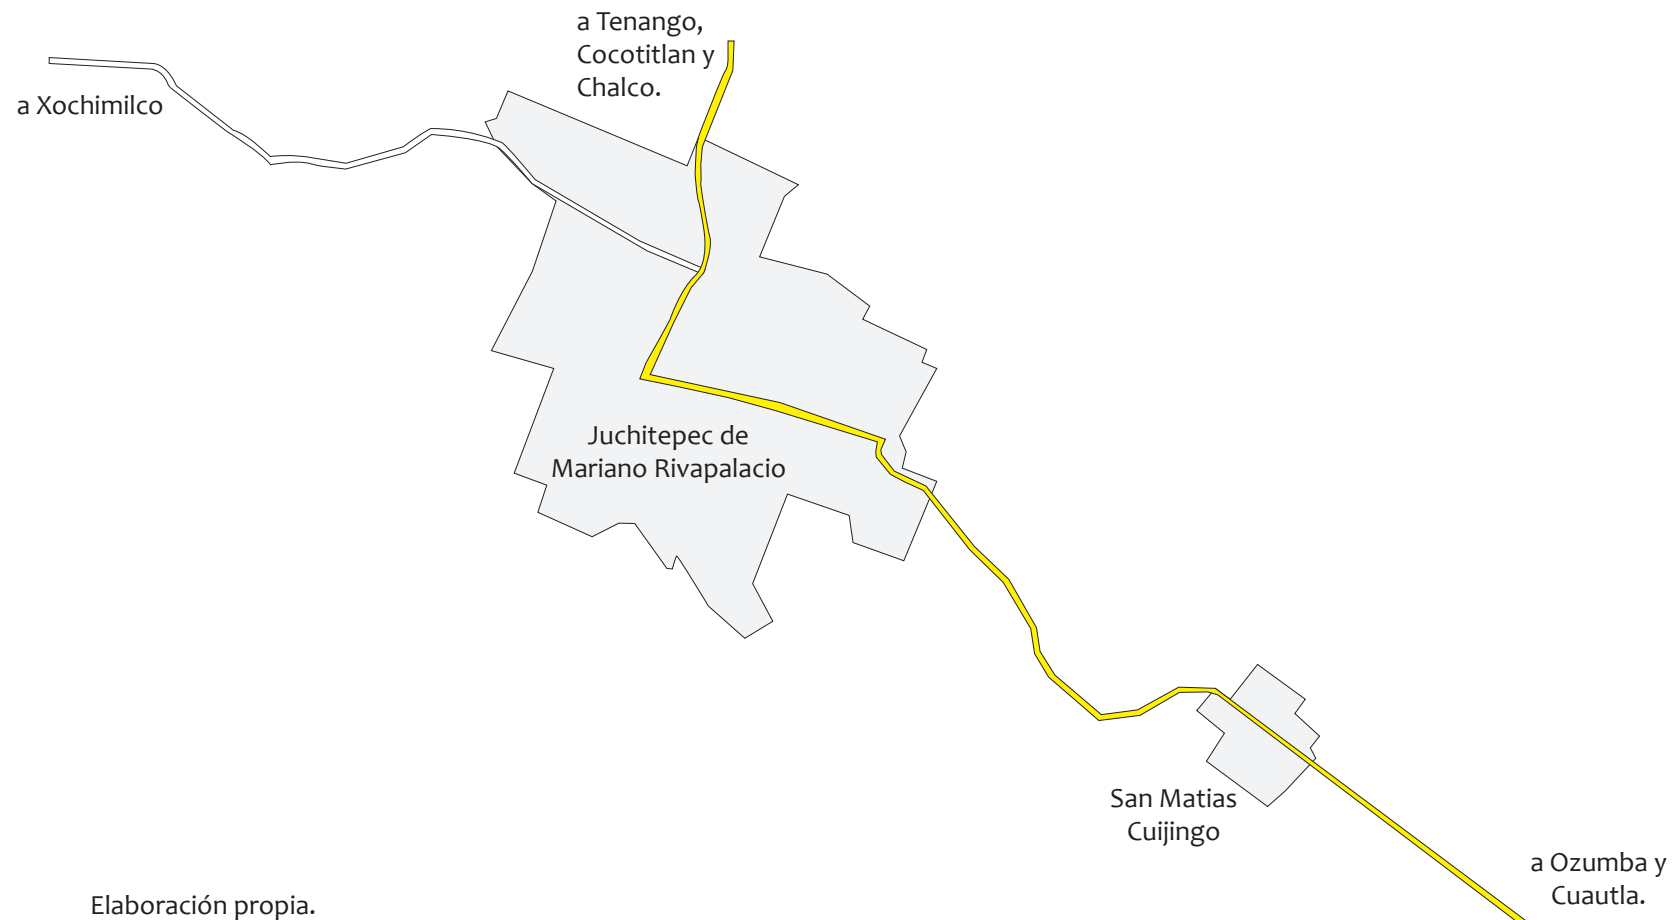 a Tenango,
Cocotitlan y
Chalco.
a Xochimilco
Juchitepec de
Mariano Rivapalacio
San Matias
Cuijingo
a Ozumba y
Cuautla.
Elaboración propia.